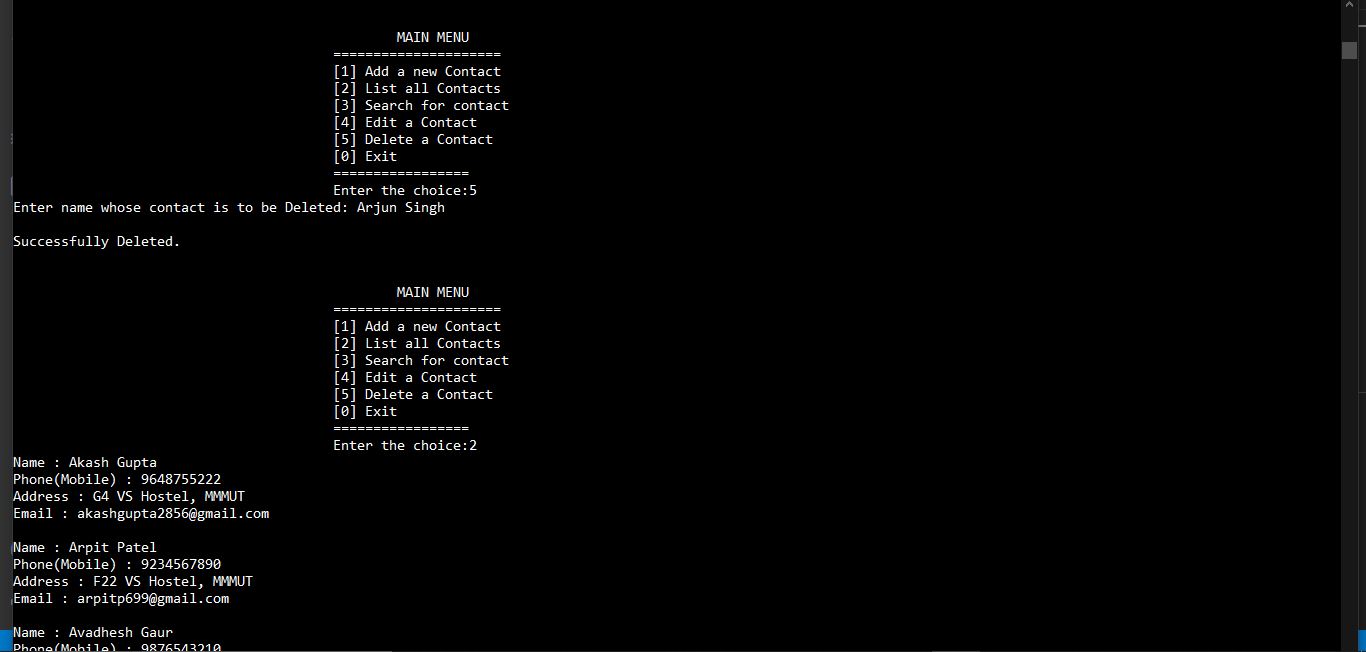 MAIN MENU
=====================
[1] Add a new Contact
[2] List all Contacts
[3] Search for contact
[4] Edit a Contact
[5] Delete a Contact
[0] Exit
=================
Enter the choice:5
Enter name whose contact is to be Deleted: Arjun Singh
Successfully Deleted.
MAIN MENU
=====================
[1] Add a new Contact
[2] List all Contacts
[3] Search for contact
[4] Edit a Contact
[5] Delete a Contact
[0] Exit
=================
Enter the choice:2
Name : Akash Gupta
Phone(Mobile) : 9648755222
Address : G4 VS Hostel, MMMUT
Email : akashgupta2856@gmail.com
Name : Arpit Patel
Phone(Mobile) : 9234567890
Address : F22 VS Hostel, MMMUT
Email : arpitp699@gmail.com
Name : Avadhesh Gaur
Phone(Mobile) : 9876543210